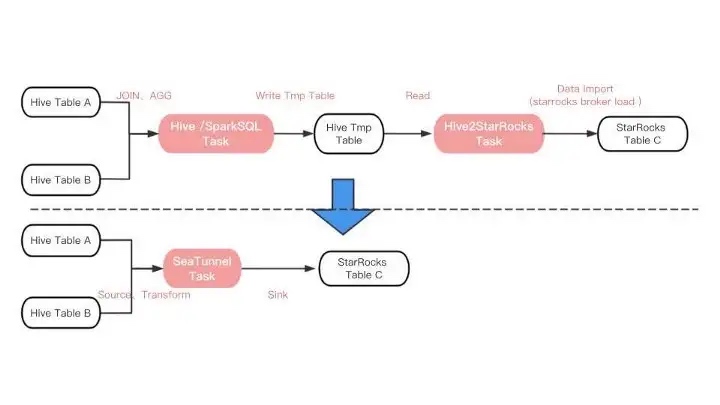 Hive Table A
JOIN、AGG
Hive /SparkSQL
Task
Write Tmp Table
Hive Tmp
Table
Read
Hive2StarRocks
Task
Data Import
(starrocks broker load )
StarRocks
Table C
Hive Table B
Hive Table A
SeaTunnel
Task
Source、Transform
Sink
StarRocks
Table C
Hive Table B